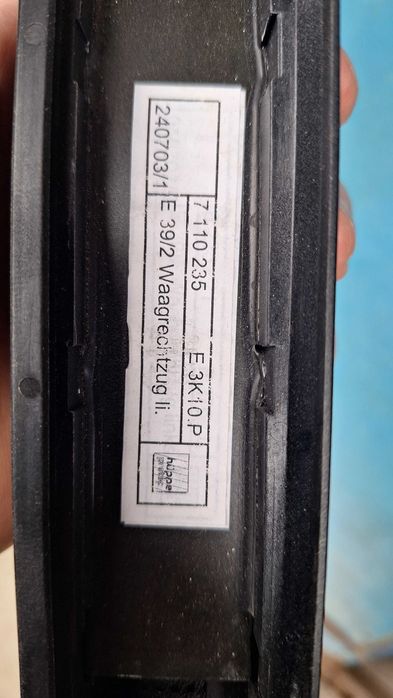 7 110 235 E 3K10.P
240703/1 E 39/2 Waagrechtzug li.
hüppe